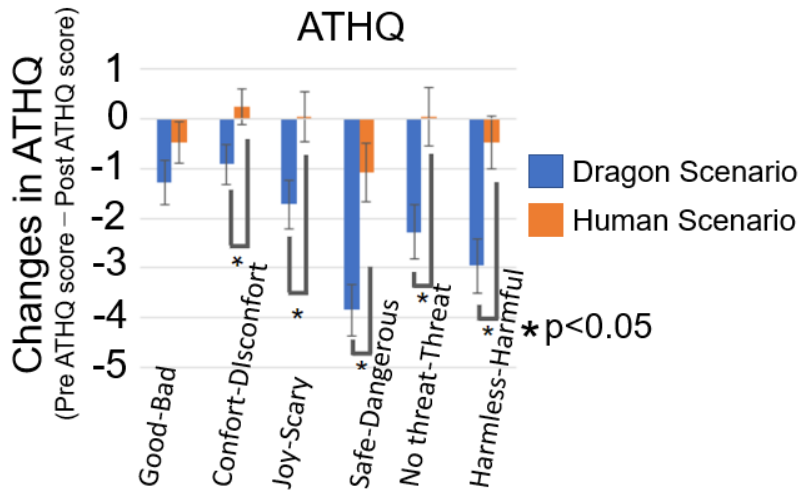 ATHQ
Changes in ATHQ
(Pre ATHQ score – Post ATHQ score)
1
0
-1
-2
-3
-4
-5
*
*
*
*
*
Good-Bad
Confort-DIsconfort
Joy-Scary
Safe-Dangerous
No threat-Threat
Harmless-Harmful
Dragon Scenario
Human Scenario
*p<0.05